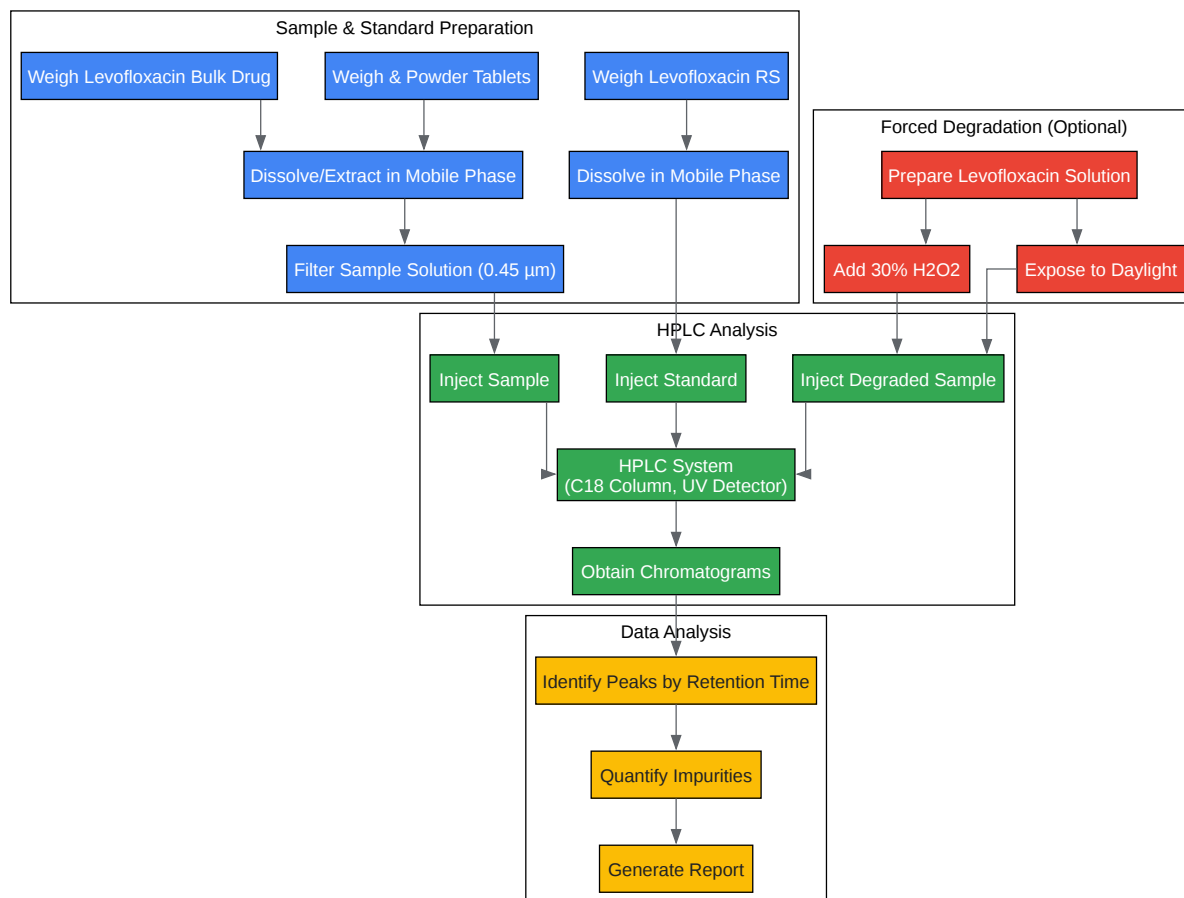 Sample & Standard Preparation
Weigh Levofloxacin Bulk Drug
Weigh & Powder Tablets
Weigh Levofloxacin RS
Dissolve/Extract in Mobile Phase
Dissolve in Mobile Phase
Filter Sample Solution (0.45 µm)
Forced Degradation (Optional)
Prepare Levofloxacin Solution
Add 30% H2O2
Expose to Daylight
HPLC Analysis
Inject Sample
Inject Standard
Inject Degraded Sample
HPLC System
(C18 Column, UV Detector)
Obtain Chromatograms
Data Analysis
Identify Peaks by Retention Time
Quantify Impurities
Generate Report